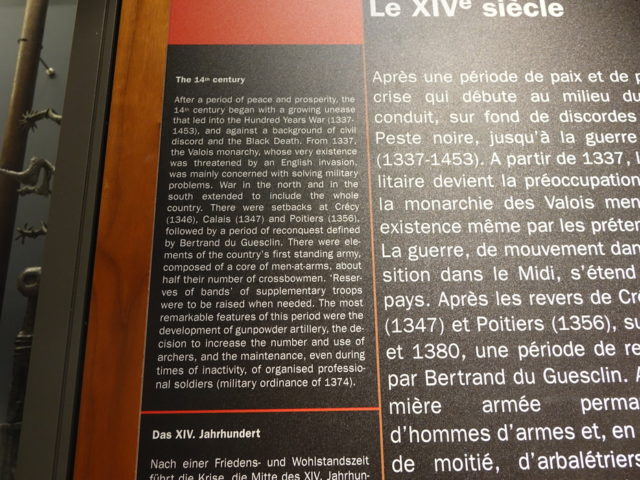 The 14th century
After a period of peace and prosperity, the
14th century began with a growing unease
that led into the Hundred Years War (1337-
1453), and against a background of civil
discord and the Black Death. From 1337,
the Valois monarchy, whose very existence
was threatened by an English invasion,
was mainly concerned with solving military
problems. War in the north and in the
south extended to include the whole
country. There were setbacks at Crécy
(1346), Calais (1347) and Poitiers (1356),
followed by a period of reconquest defined
by Bertrand du Guesclin. There were ele-
ments of the country's first standing army,
composed of a core of men-at-arms, about
half their number of crossbowmen. 'Reser-
ves of bands' of supplementary troops
were to be raised when needed. The most
remarkable features of this period were the
development of gunpowder artillery, the de-
cision to increase the number and use of
archers, and the maintenance, even during
times of inactivity, of organised professio-
nal soldiers (military ordinance of 1374).
Das XIV. Jahrhundert
Nach einer Friedens- und Wohlstandszeit
führt die Krise, die Mitte des XIV. Jahrhun-
Le XIVe siècle
Après une période de paix et de
crise qui débute au milieu du
conduit, sur fond de discordes
Peste noire, jusqu'à la guerre
(1337-1453). A partir de 1337,
litaire devient la préoccupation
la monarchie des Valois
existence même par les
La guerre, de mouvement
sition dans le Midi, s'étend
pays. Après les revers de
(1347) et Poitiers (1356),
et 1380, une période de
par Bertrand du Guesclin.
mière armée
d'hommes d'armes et, en
de moitié, d'arbalétriers